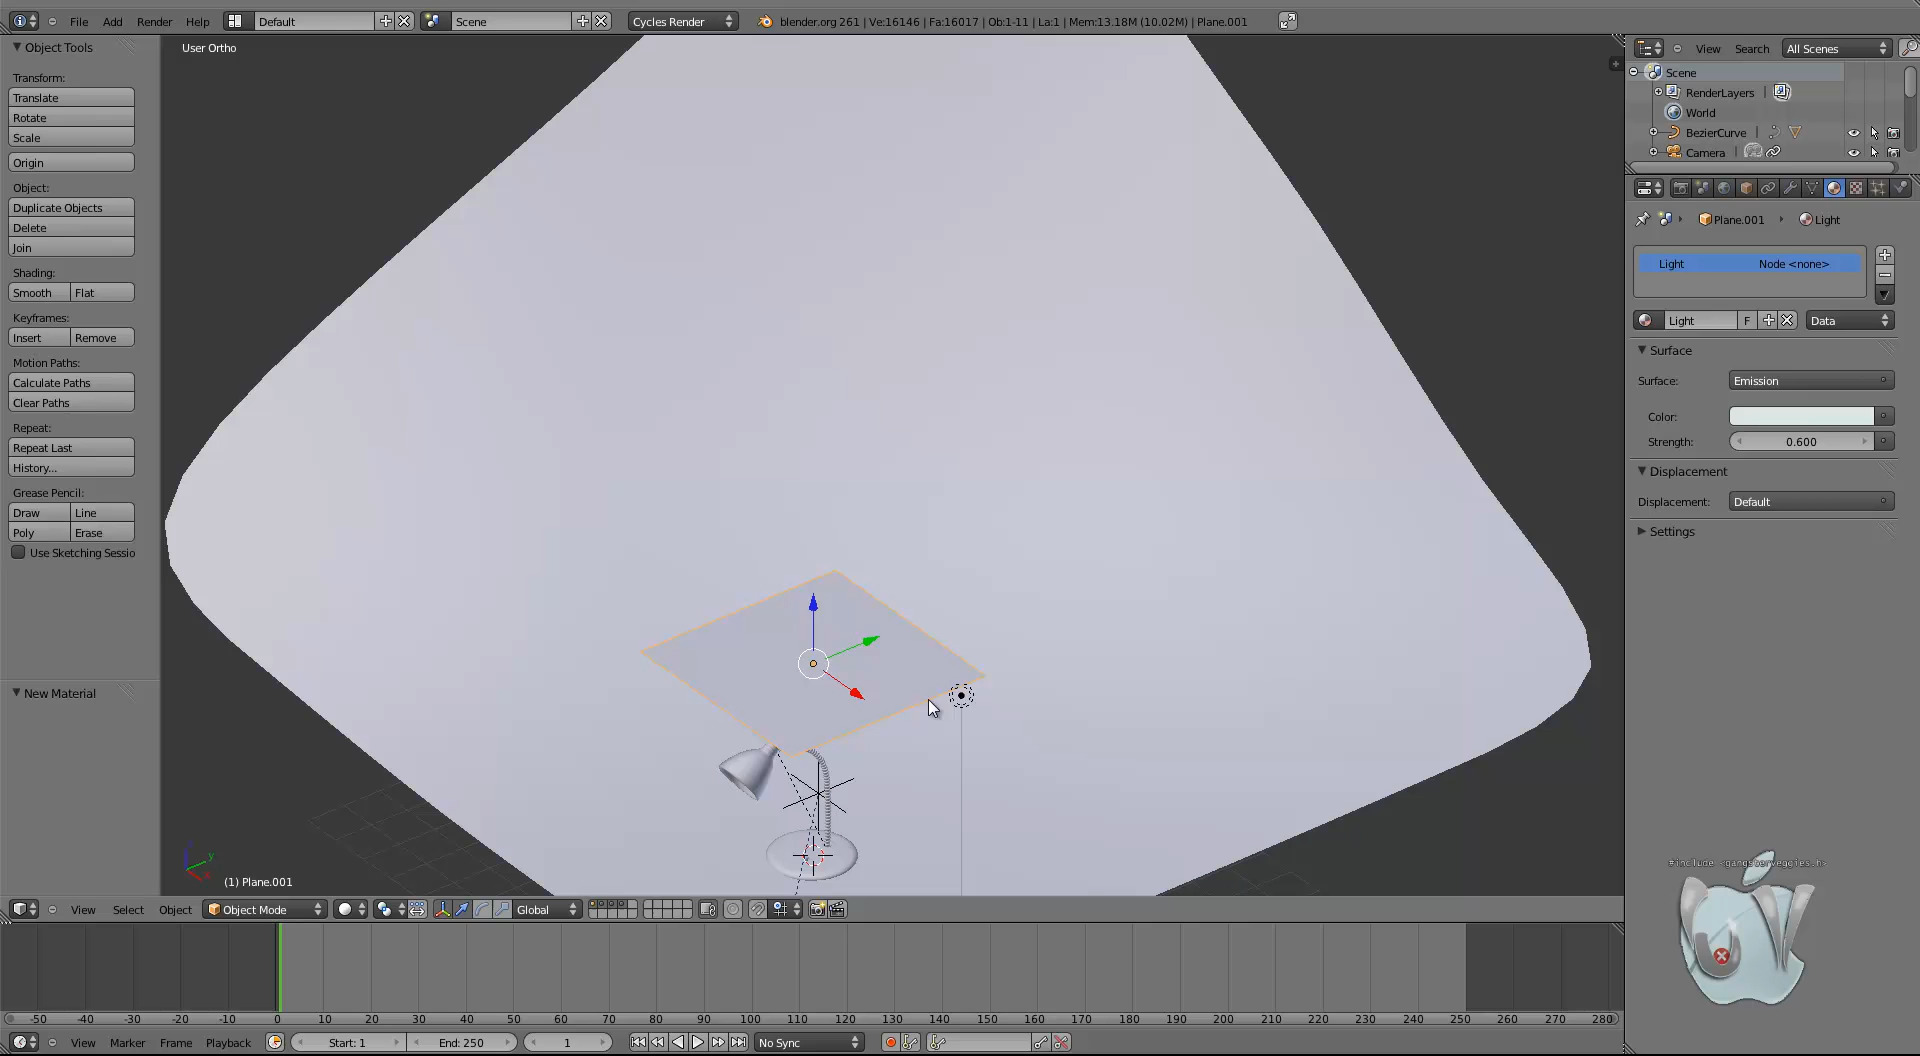 File Add Render Help Default Scene Cycles Render blender.org 261 | Ve:16146 | Fa:16017 | Ob:1-11 | La:1 | Mem:13.18M (10.02M) | Plane.001
Object Tools
Transform:
Translate
Rotate
Scale
Origin
Object:
Duplicate Objects
Delete
Join
Shading:
Smooth Flat
Keyframes:
Insert Remove
Motion Paths:
Calculate Paths
Clear Paths
Repeat:
Repeat Last
History...
Grease Pencil:
Draw Line
Poly Erase
Use Sketching Sessio
New Material
User Ortho
(1) Plane.001
View Search All Scenes
Scene
RenderLayers
World
BezierCurve
Camera
Plane.001 Light
Light Node <none>
Light F Data
Surface
Surface: Emission
Color:
Strength: 0.600
Displacement
Displacement: Default
Settings
#include <gangsterveggies.h>
View Select Object Object Mode Global
-50 -40 -30 -20 -10 0 10 20 30 40 50 60 70 80 90 100 110 120 130 140 150 160 170 180 190 200 210 220 230 240 250 260 270 280
View Marker Frame Playback Start: 1 End: 250 1 No Sync